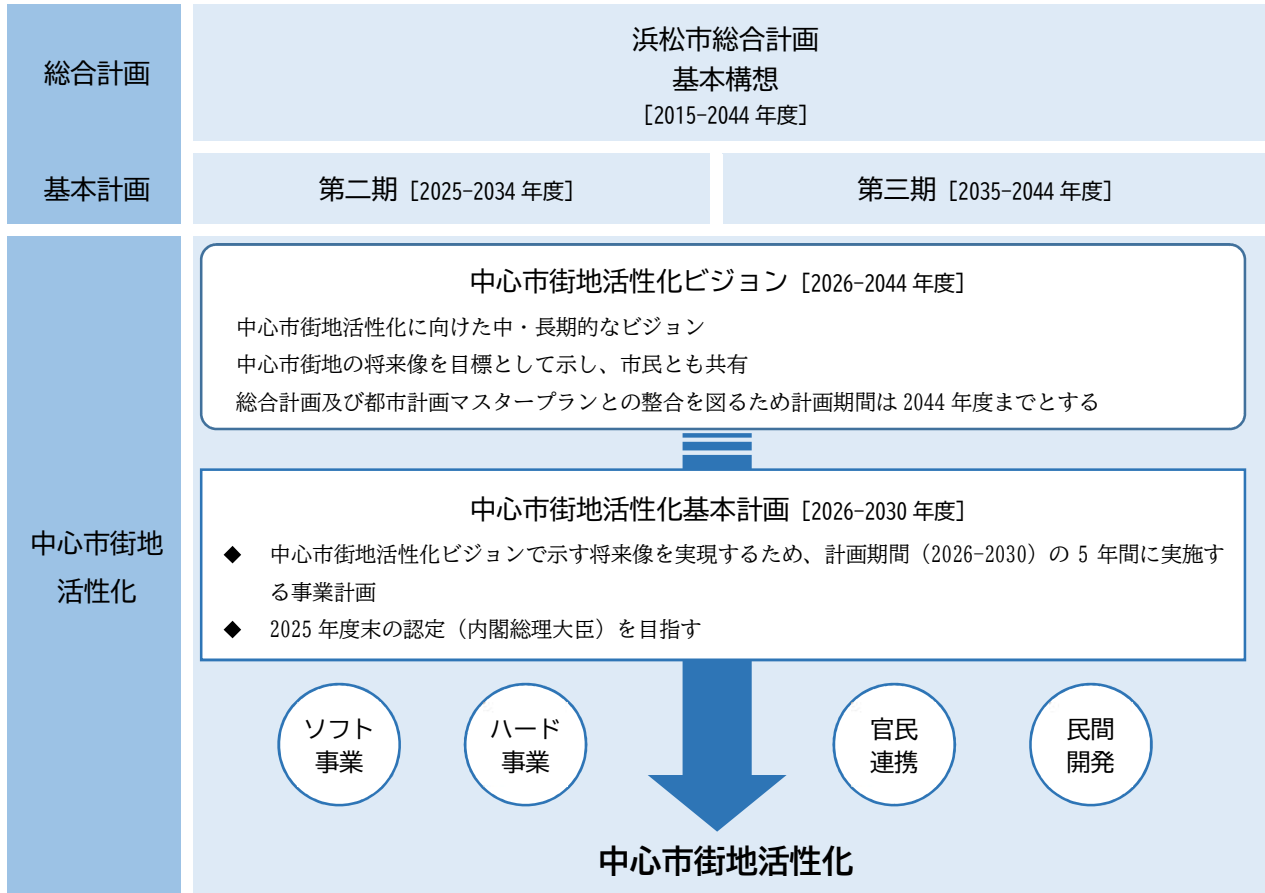 総合計画
浜松市総合計画
基本構想
[2015-2044 年度]
基本計画
第二期 [2025-2034 年度]
第三期 [2035-2044 年度]
中心市街地
活性化
中心市街地活性化ビジョン [2026-2044 年度]
中心市街地活性化に向けた中・長期的なビジョン
中心市街地の将来像を目標として示し、市民とも共有
総合計画及び都市計画マスタープランとの整合を図るため計画期間は 2044 年度までとする
中心市街地活性化基本計画 [2026-2030 年度]
◆ 中心市街地活性化ビジョンで示す将来像を実現するため、計画期間（2026-2030）の 5 年間に実施す
る事業計画
◆ 2025 年度末の認定（内閣総理大臣）を目指す
ソフト
事業
ハード
事業
官民
連携
民間
開発
中心市街地活性化